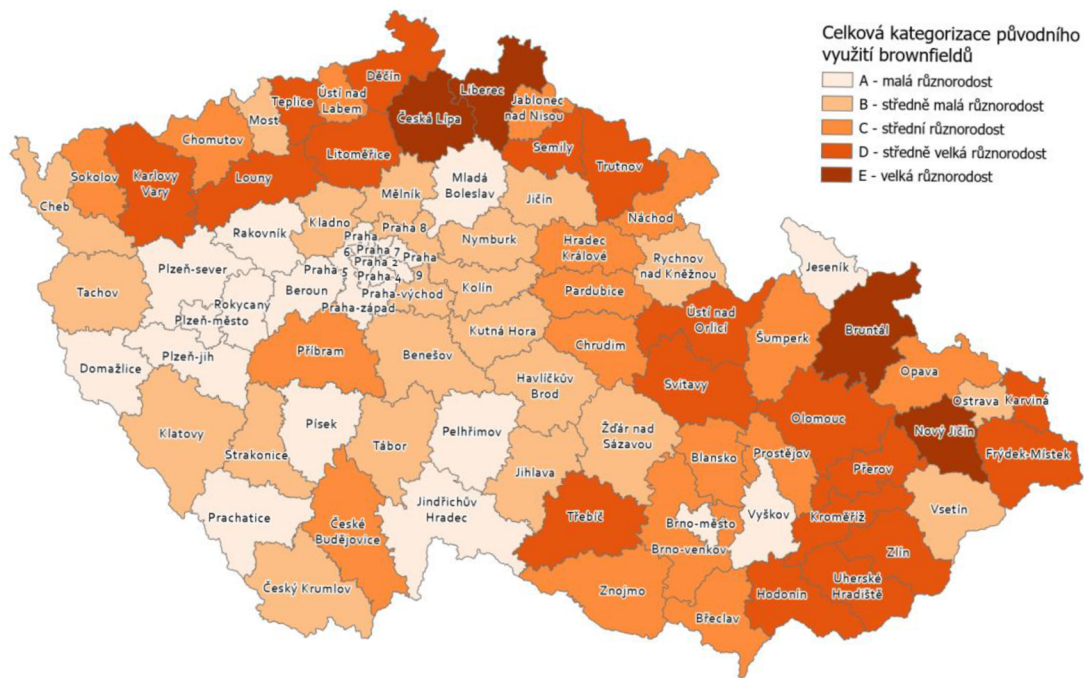 Celková kategorizace původního
využití brownfieldů
A - malá různorodost
B - středně malá různorodost
C - střední různorodost
D - středně velká různorodost
E - velká různorodost
Děčín
Liberec
Teplice
Ústí nad
Labem
Jablonec
nad Nisou
Most
Česká Lípa
Chomutov
Semily
Trutnov
Litoměřice
Sokolov
Karlovy
Vary
Louny
Mladá
Boleslav
Mělník
Jičín
Cheb
Náchod
Kladno
Praha 8
Rakovník
Praha
6
Praha 7
Praha
9
Nymburk
Hradec
Králové
Rychnov
nad Kněžnou
Jeseník
Plzeň-sever
Praha 2
Praha
5
Praha 4
Tachov
Rokycany
Beroun
Kolín
Pardubice
Praha-východ
Praha-západ
Plzeň-město
Ústí nad
Orlicí
Šumperk
Bruntál
Kutná Hora
Chrudim
Příbram
Benešov
Plzeň-jih
Domažlice
Opava
Havlíčkův
Brod
Svitavy
Ostrava
Karviná
Olomouc
Nový Jičín
Klatovy
Písek
Pelhřimov
Strakonice
Tábor
Žďár nad
Sázavou
Blansko
Prostějov
Přerov
Frýdek-Místek
Jihlava
Jindřichův
Hradec
Třebíč
Prachatice
České
Budějovice
Brno-město
Vyškov
Kroměříž
Vsetín
Brno-venkov
Zlín
Český Krumlov
Znojmo
Uherské
Hradiště
Hodonín
Břeclav